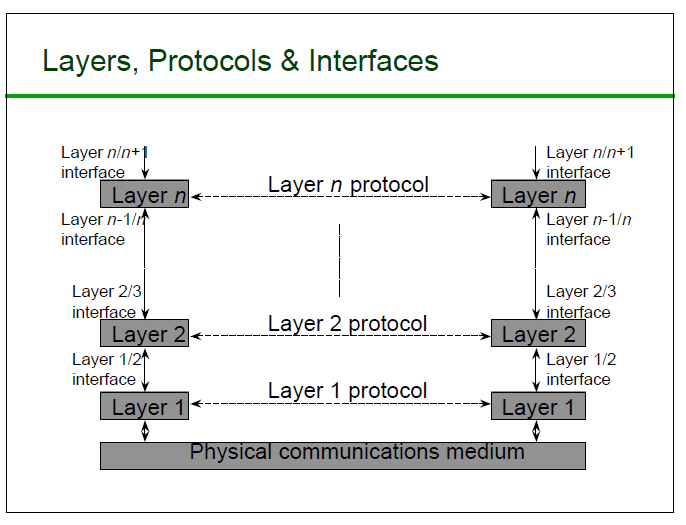 Layers, Protocols & Interfaces
Layer n/n+1
interface
Layer n/n+1
interface
Layer n
Layer n protocol
Layer n
Layer n-1/n
interface
Layer n-1/n
interface
Layer 2/3
interface
Layer 2/3
interface
Layer 2
Layer 2 protocol
Layer 2
Layer 1/2
interface
Layer 1/2
interface
Layer 1
Layer 1 protocol
Layer 1
Physical communications medium